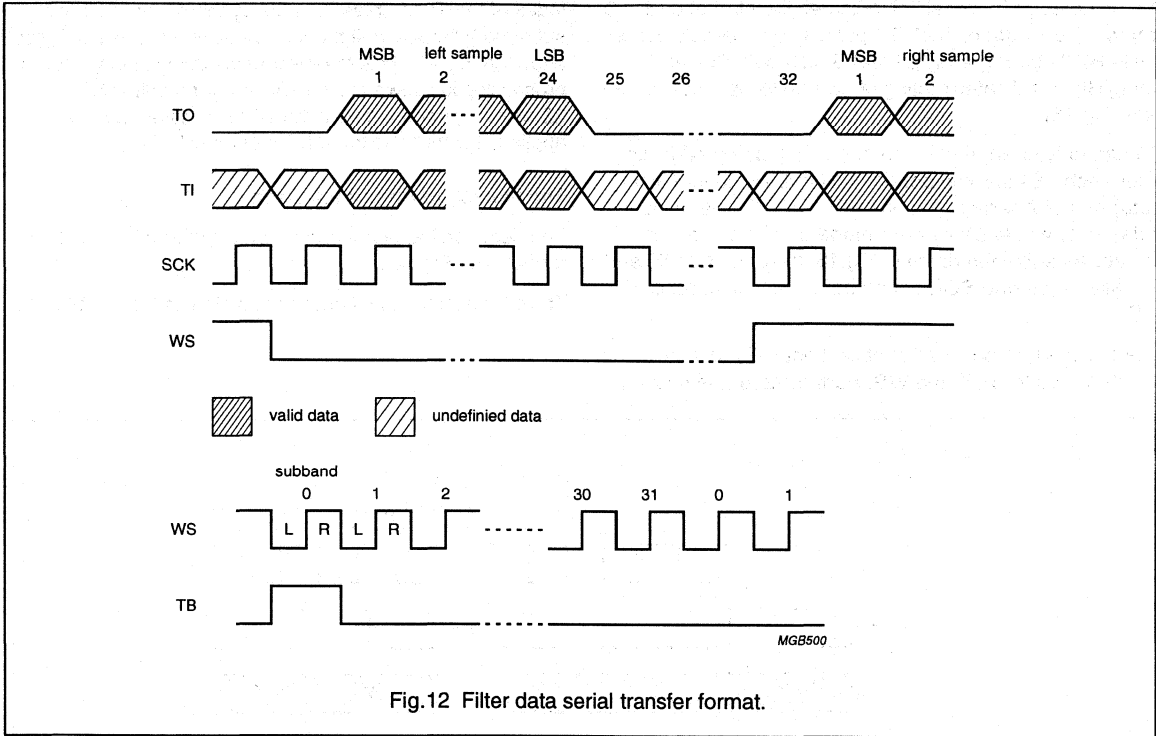 MSB left sample LSB MSB right sample
1 2 24 25 26 32 1 2
TO
TI
SCK
WS
valid data undefinied data
subband
0 1 2 30 31 0 1
WS L R L R
TB
MGB500
Fig.12 Filter data serial transfer format.